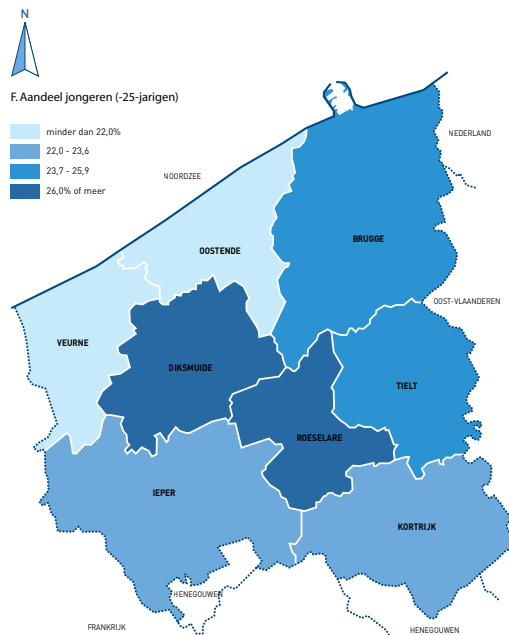 N
F. Aandeel jongeren (-25-jarigen)
minder dan 22,0%
22,0 - 23,6
23,7 - 25,9
26,0% of meer
NEDERLAND
NOORDZEE
OOSTENDE
BRUGGE
OOST-VLAANDEREN
VEURNE
DIKSMUIDE
TIELT
ROESELARE
IEPER
KORTRIJK
HENEGOUWEN
FRANKRIJK
HENEGOUWEN